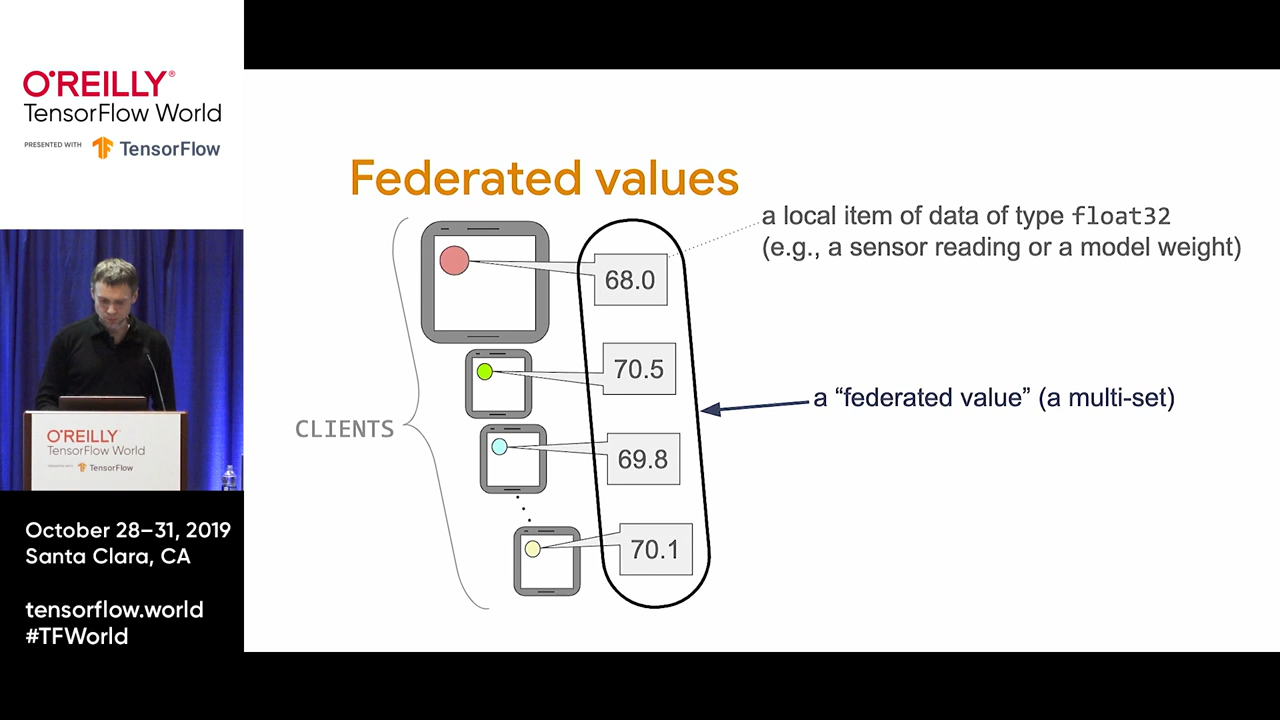 O'REILLY®
TensorFlow World
PRESENTED WITH TensorFlow
O'REILLY
TensorFlow World
PRESENTED WITH TensorFlow
October 28–31, 2019
Santa Clara, CA
tensorflow.world
#TFWorld
Federated values
a local item of data of type float32
(e.g., a sensor reading or a model weight)
68.0
70.5
a “federated value” (a multi-set)
CLIENTS
69.8
70.1